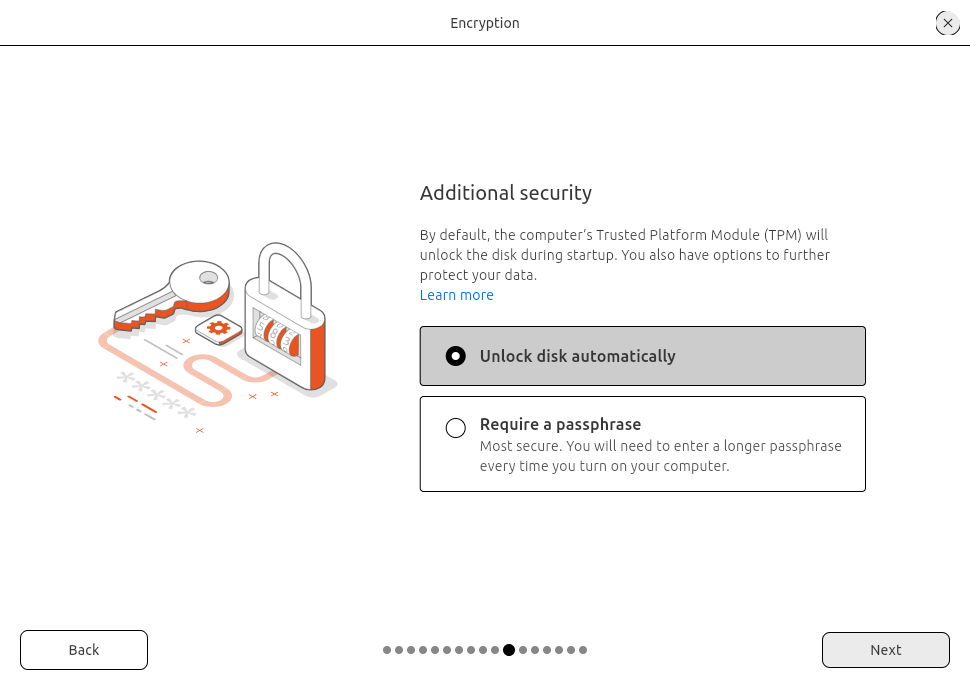 Encryption
Additional security
By default, the computer's Trusted Platform Module (TPM) will
unlock the disk during startup. You also have options to further
protect your data.
Learn more
Unlock disk automatically
Require a passphrase
Most secure. You will need to enter a longer passphrase
every time you turn on your computer.
Back
Next